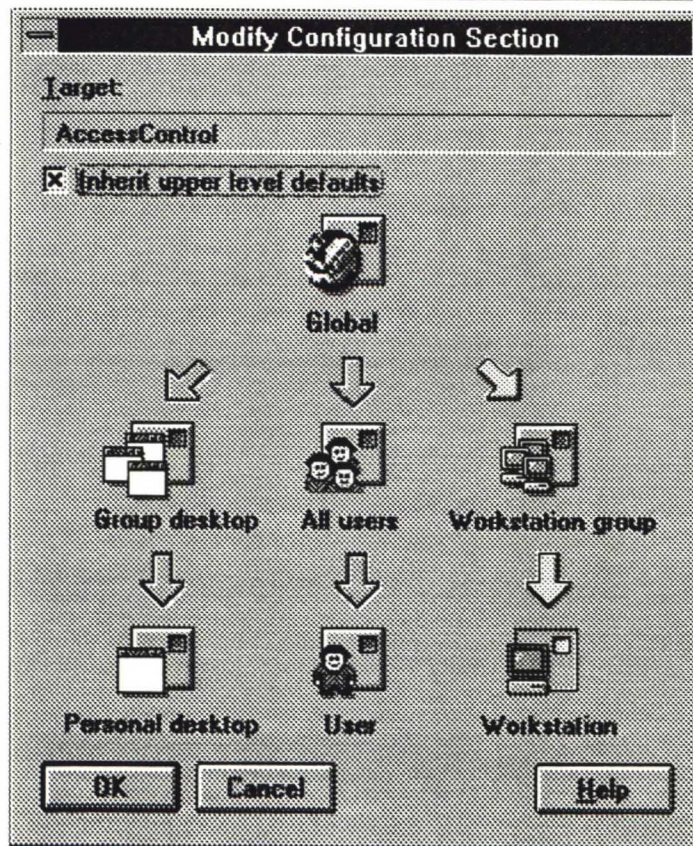 Modify Configuration Section
Target:
AccessControl
Inherit upper level defaults
Global
Group desktop
All users
Workstation group
Personal desktop
User
Workstation
OK
Cancel
Help